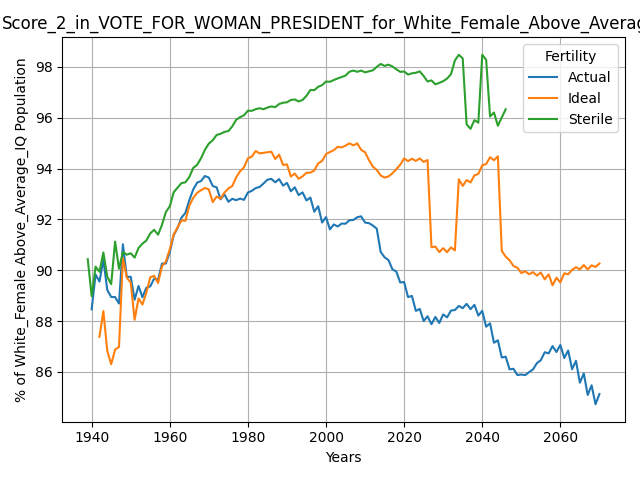 Score_2_in_VOTE_FOR_WOMAN_PRESIDENT_for_White_Female_Above_Averag
Fertility
Actual
Ideal
Sterile
% of White_Female Above_Average_IQ Population
98
96
94
92
90
88
86
1940 1960 1980 2000 2020 2040 2060
Years